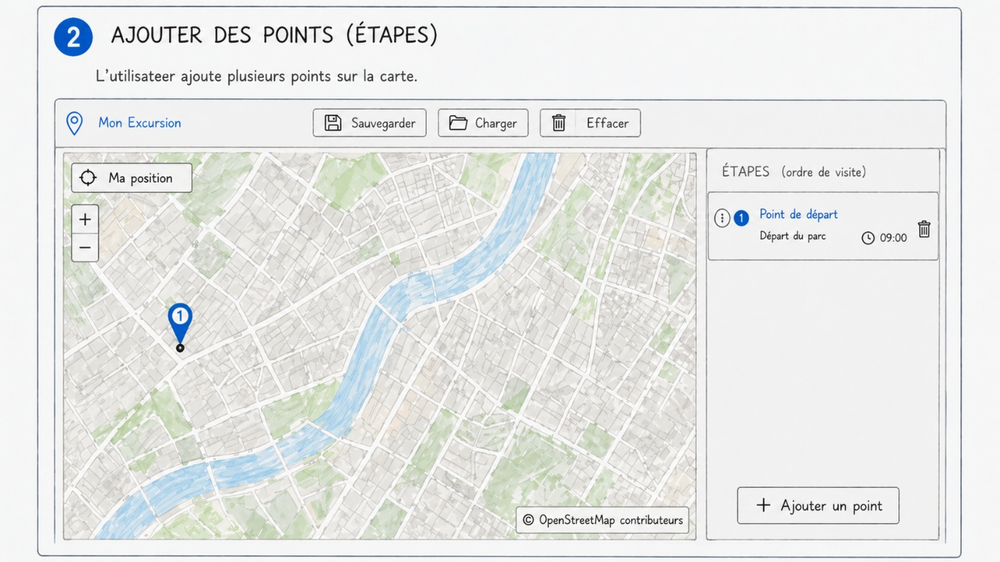 2 AJOUTER DES POINTS (ÉTAPES)
L'utilisateer ajoute plusieurs points sur la carte.
Mon Excursion Sauvegarder Charger Effacer
Ma position
+
−
1
© OpenStreetMap contributeurs
ÉTAPES (ordre de visite)
1 Point de départ
Départ du parc 09:00
+ Ajouter un point